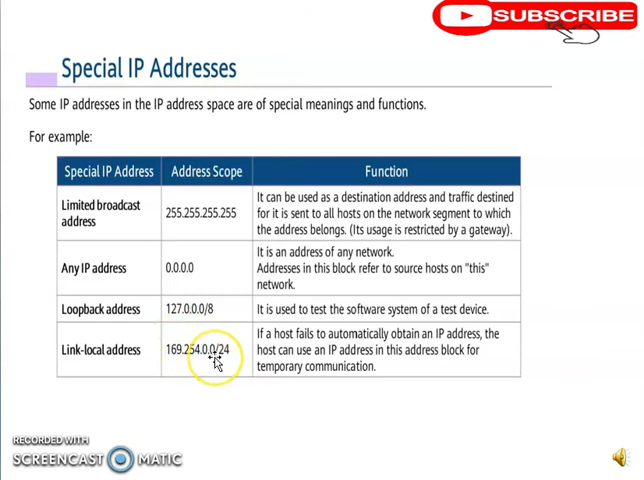 SUBSCRIBE
Special IP Addresses
Some IP addresses in the IP address space are of special meanings and functions.
For example:
Special IP Address Address Scope Function
Limited broadcast
address
255.255.255.255
It can be used as a destination address and traffic destined
for it is sent to all hosts on the network segment to which
the address belongs. (Its usage is restricted by a gateway).
Any IP address
0.0.0.0
It is an address of any network.
Addresses in this block refer to source hosts on "this"
network.
Loopback address
127.0.0.0/8
It is used to test the software system of a test device.
Link-local address
169.254.0.0/24
If a host fails to automatically obtain an IP address, the
host can use an IP address in this address block for
temporary communication.
RECORDED WITH
SCREENCAST MATIC